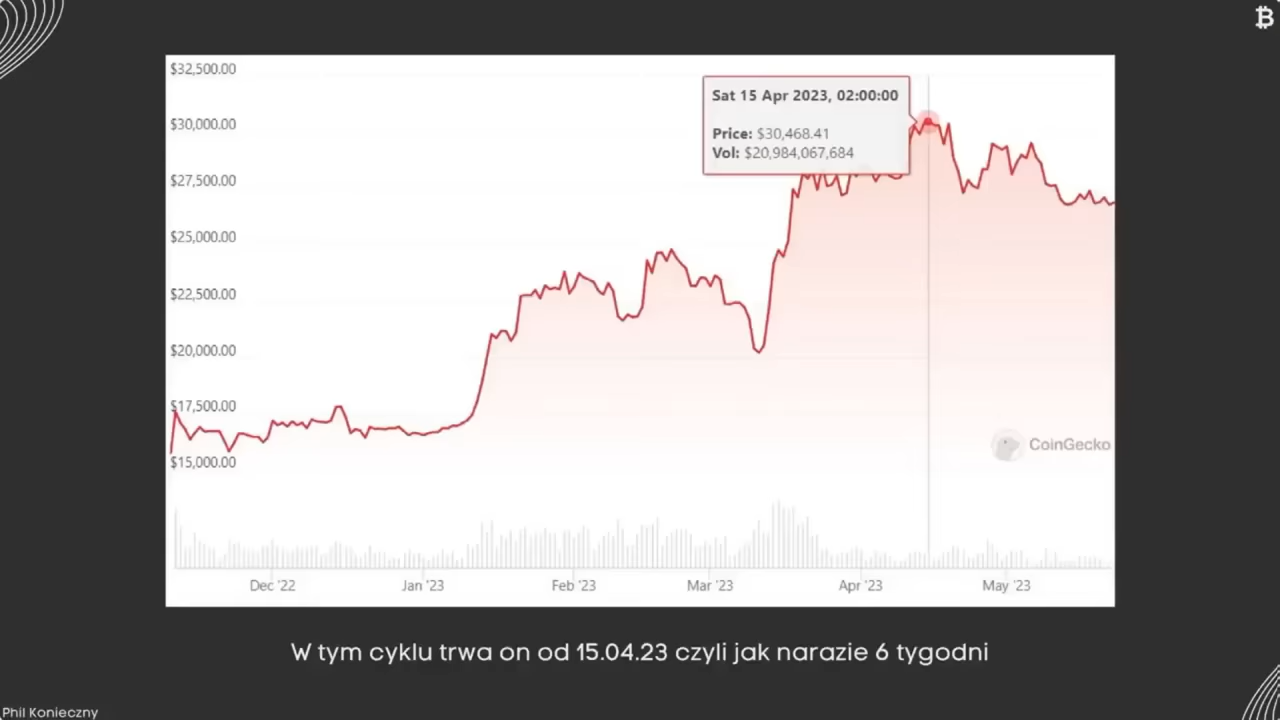 $32,500.00
$30,000.00
$27,500.00
$25,000.00
$22,500.00
$20,000.00
$17,500.00
$15,000.00
Sat 15 Apr 2023, 02:00:00
Price: $30,468.41
Vol: $20,984,067,684
CoinGecko
Dec '22 Jan '23 Feb '23 Mar '23 Apr '23 May '23
W tym cyklu trwa on od 15.04.23 czyli jak narazie 6 tygodni
Phil Konieczny